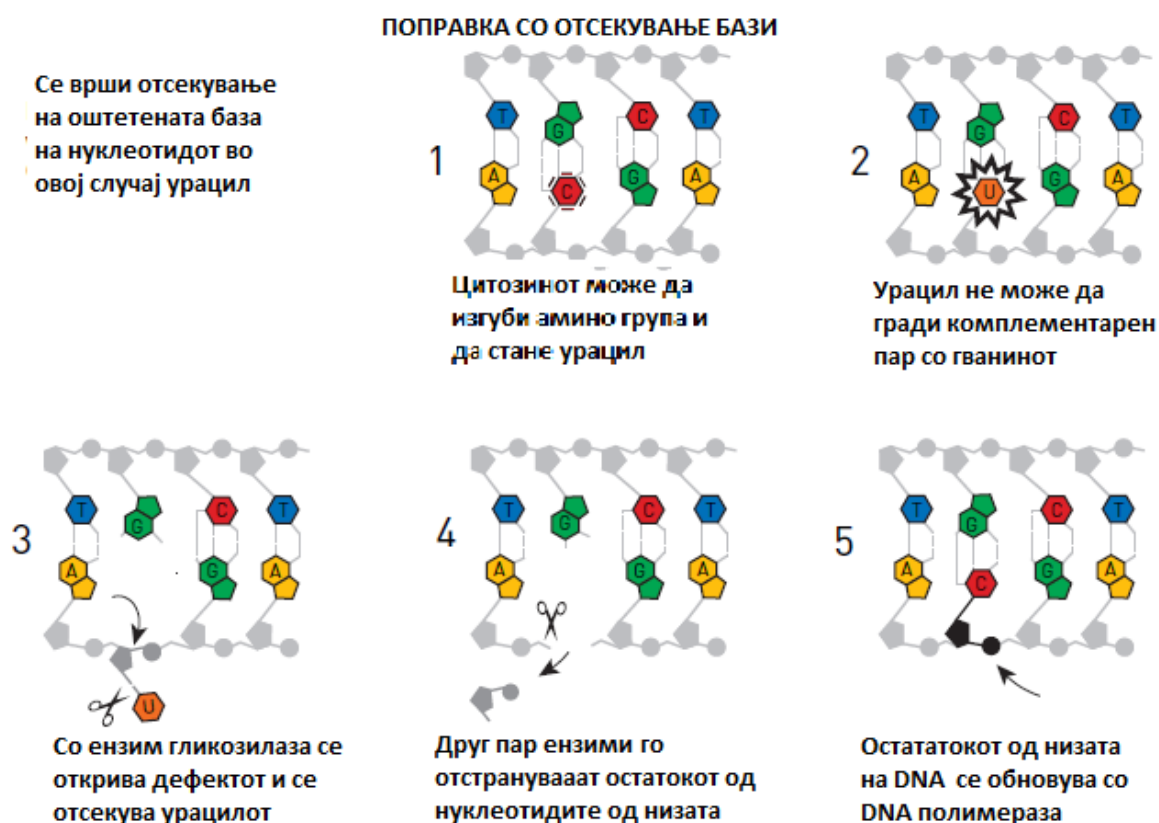 ПОПРАВКА СО ОТСЕКУВАЊЕ БАЗИ
Се врши отсекување
на оштетената база
на нуклеотидот во
овој случај урацил
1
T G C T
A C G A
Цитозинот може да
изгуби амино група и
да стане урацил
2
T G C T
A U G A
Урацил не може да
гради комплементарен
пар со гванинот
3
T G C T
A G A
U
Со ензим гликозилаза се
открива дефектот и се
отсекува урацилот
4
T G C T
A G A
Друг пар ензими го
отстрануваaат остатокот од
нуклеотидите од низата
5
T G C T
A C G A
Остататокот од низата
на DNA се обновува со
DNA полимераза